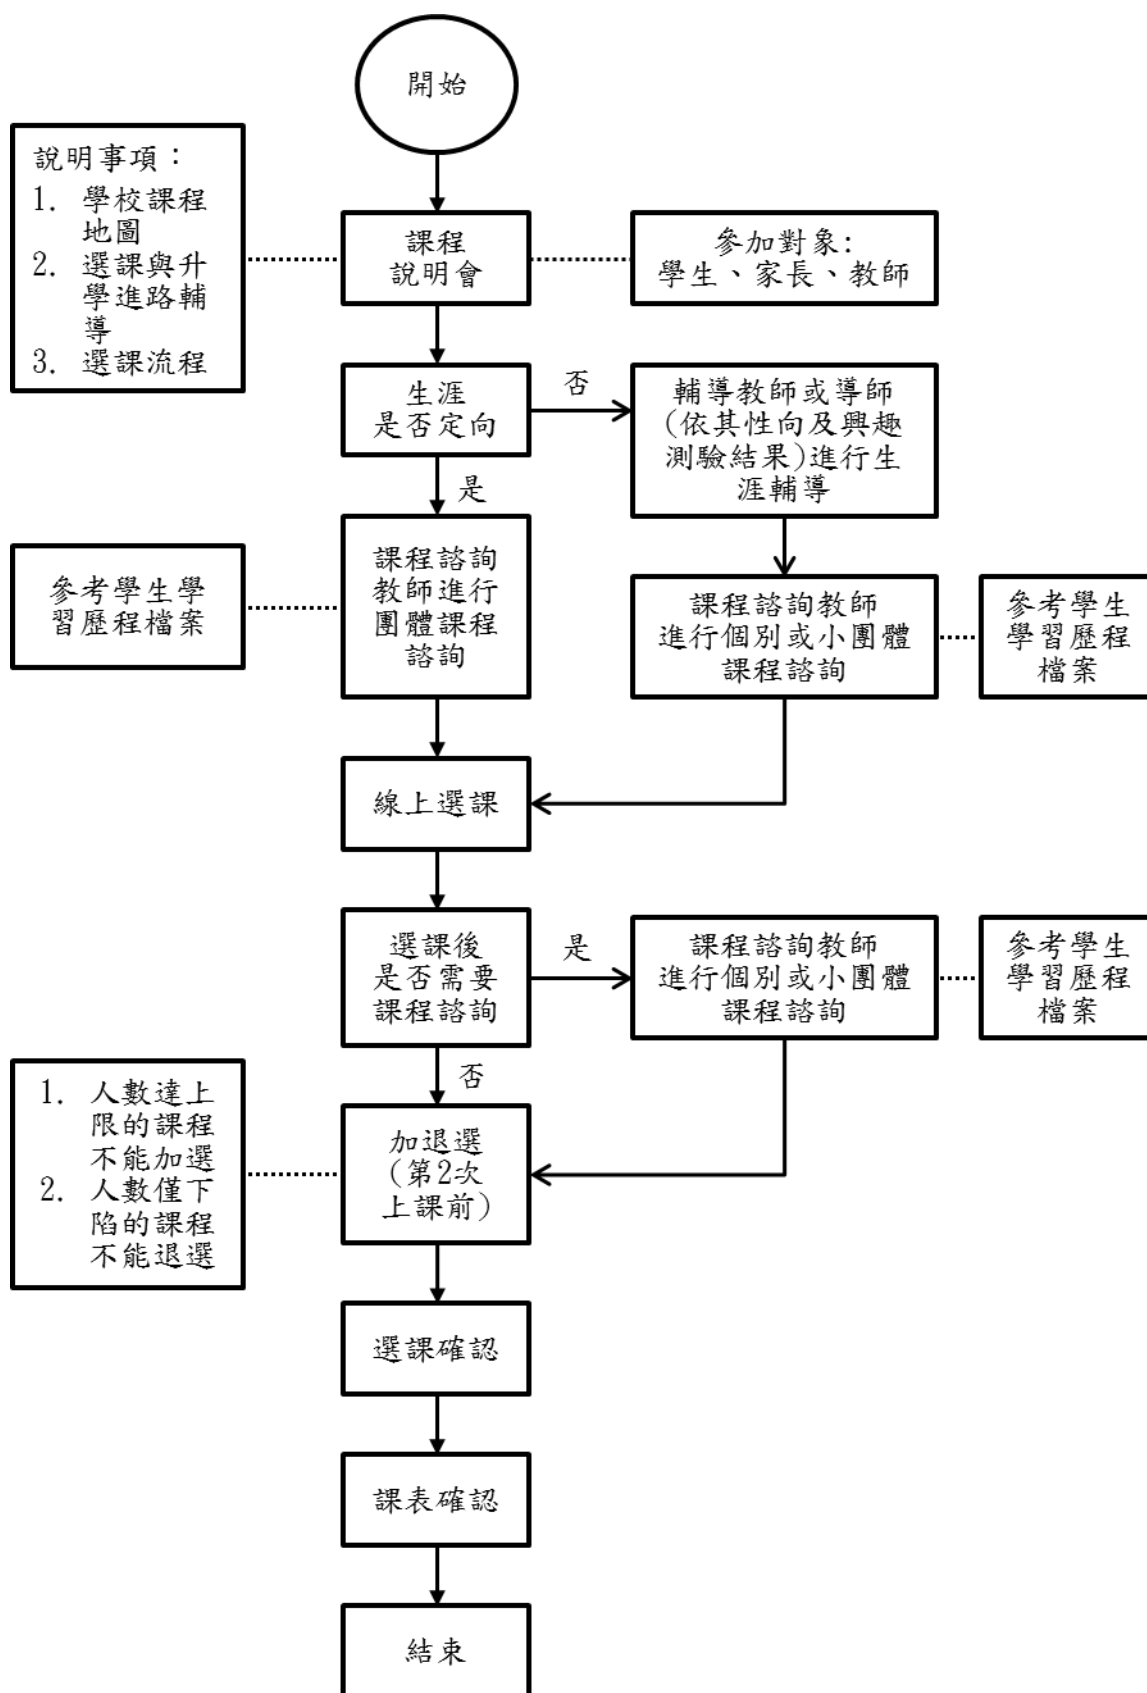 開始
說明事項：
1. 學校課程
地圖
2. 選課與升
學進路輔
導
3. 選課流程
課程
說明會
參加對象:
學生、家長、教師
生涯
是否定向
否
輔導教師或導師
(依其性向及興趣
測驗結果)進行生
涯輔導
是
參考學生學
習歷程檔案
課程諮詢
教師進行
團體課程
諮詢
課程諮詢教師
進行個別或小團體
課程諮詢
參考學生
學習歷程
檔案
線上選課
選課後
是否需要
課程諮詢
是
課程諮詢教師
進行個別或小團體
課程諮詢
參考學生
學習歷程
檔案
否
1. 人數達上
限的課程
不能加選
2. 人數僅下
陷的課程
不能退選
加退選
(第2次
上課前)
選課確認
課表確認
結束